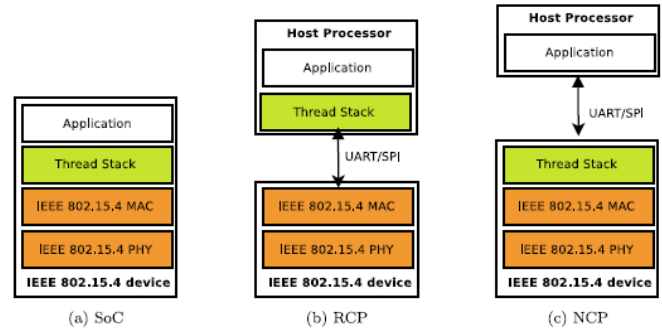 Application
Thread Stack
IEEE 802.15.4 MAC
IEEE 802.15.4 PHY
IEEE 802.15.4 device
(a) SoC
Host Processor
Application
Thread Stack
UART/SPI
IEEE 802.15.4 MAC
IEEE 802.15.4 PHY
IEEE 802.15.4 device
(b) RCP
Host Processor
Application
UART/SPI
Thread Stack
IEEE 802.15.4 MAC
IEEE 802.15.4 PHY
IEEE 802.15.4 device
(c) NCP